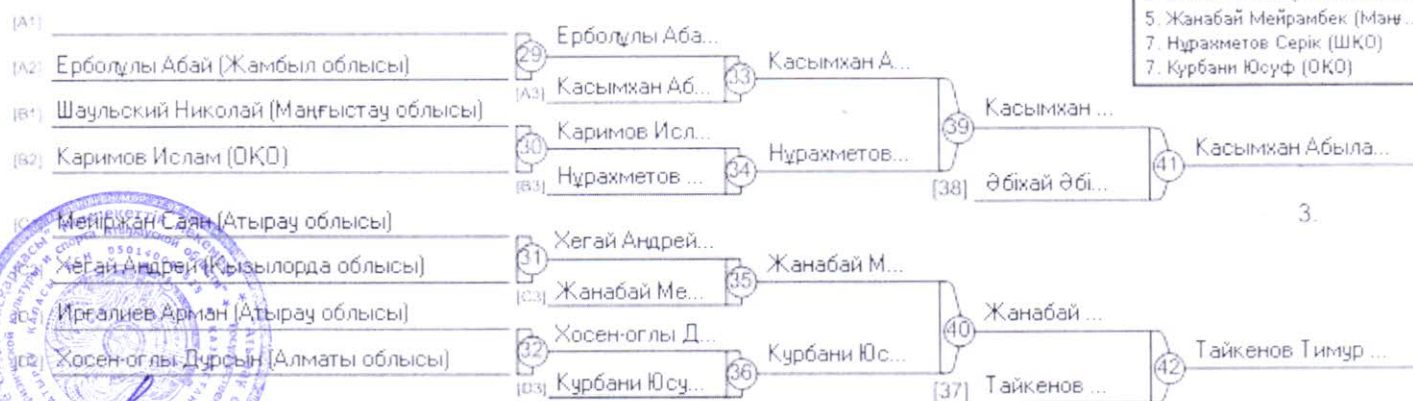 5. Жанабай Мейрамбек (Маң...
7. Нұрахметов Серік (ШҚО)
7. Курбани Юсуф (ОҚО)
[A1]
[A2] Ерболұлы Абай (Жамбыл облысы)
29
Ерболұлы Аба...
[A3] Касымхан Аб...
33
Касымхан А...
[B1] Шаульский Николай (Маңғыстау облысы)
[B2] Каримов Ислам (ОҚО)
30
Каримов Исл...
[B3] Нұрахметов ...
34
Нұрахметов...
39
Касымхан ...
[38] Әбіхай Әбі...
41
Касымхан Абыла...
3.
Мейіржан Саян (Атырау облысы)
Хегай Андрей (Қызылорда облысы)
31
Хегай Андрей...
[C3] Жанабай Ме...
35
Жанабай М...
Ирғалиев Арман (Атырау облысы)
Хосен-оглы Дурсын (Алматы облысы)
32
Хосен-оглы Д...
[D3] Курбани Юсу...
36
Курбани Юс...
40
Жанабай ...
[37] Тайкенов ...
42
Тайкенов Тимур ...